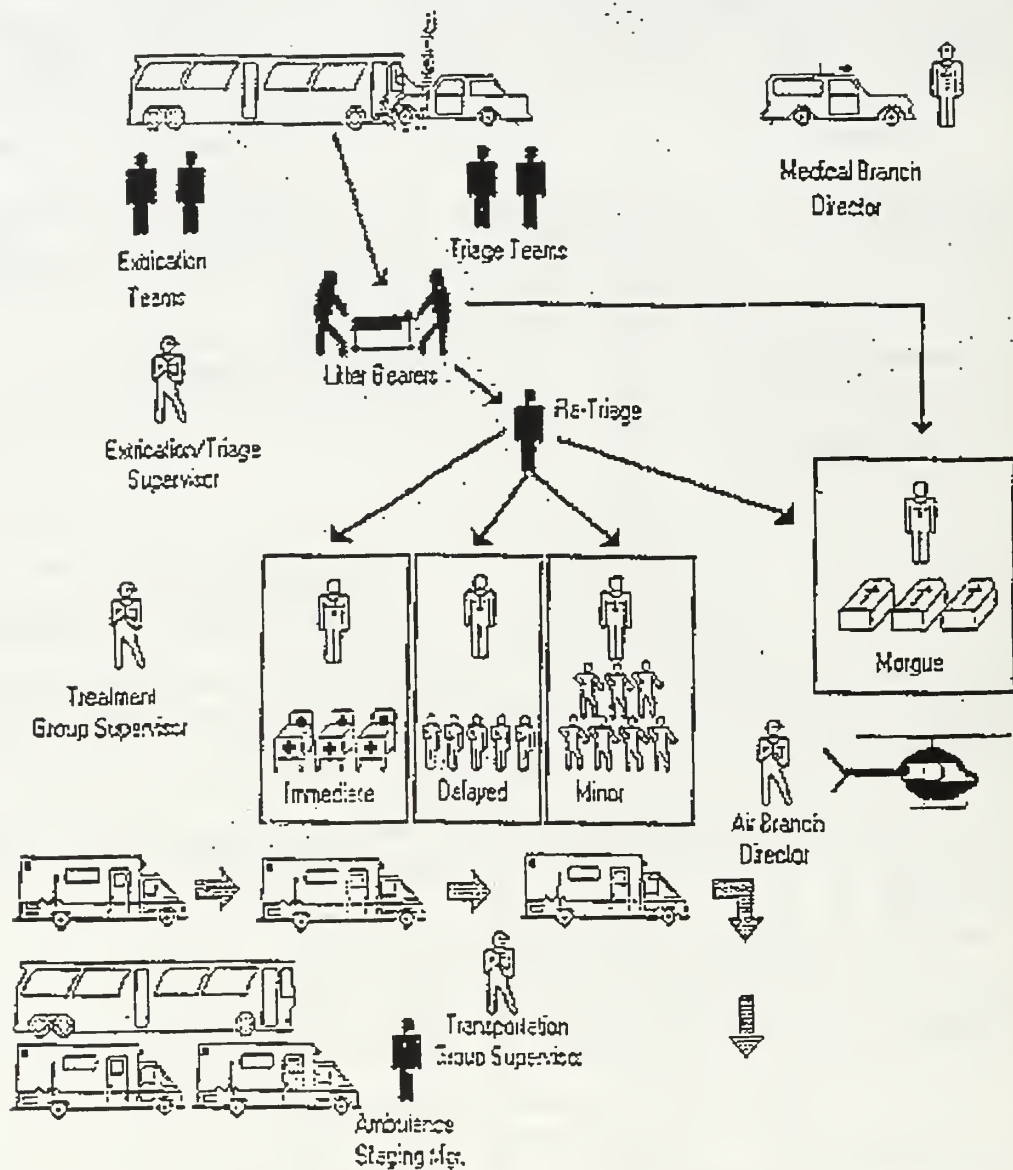 Medical Branch
Director
Extrication
Teams
Triage Teams
Litter Bearers
Re-Triage
Extrication/Triage
Supervisor
Morgue
Treatment
Group Supervisor
Immediate
Delayed
Minor
Air Branch
Director
Transportation
Group Supervisor
Ambulance
Staging Mgr.